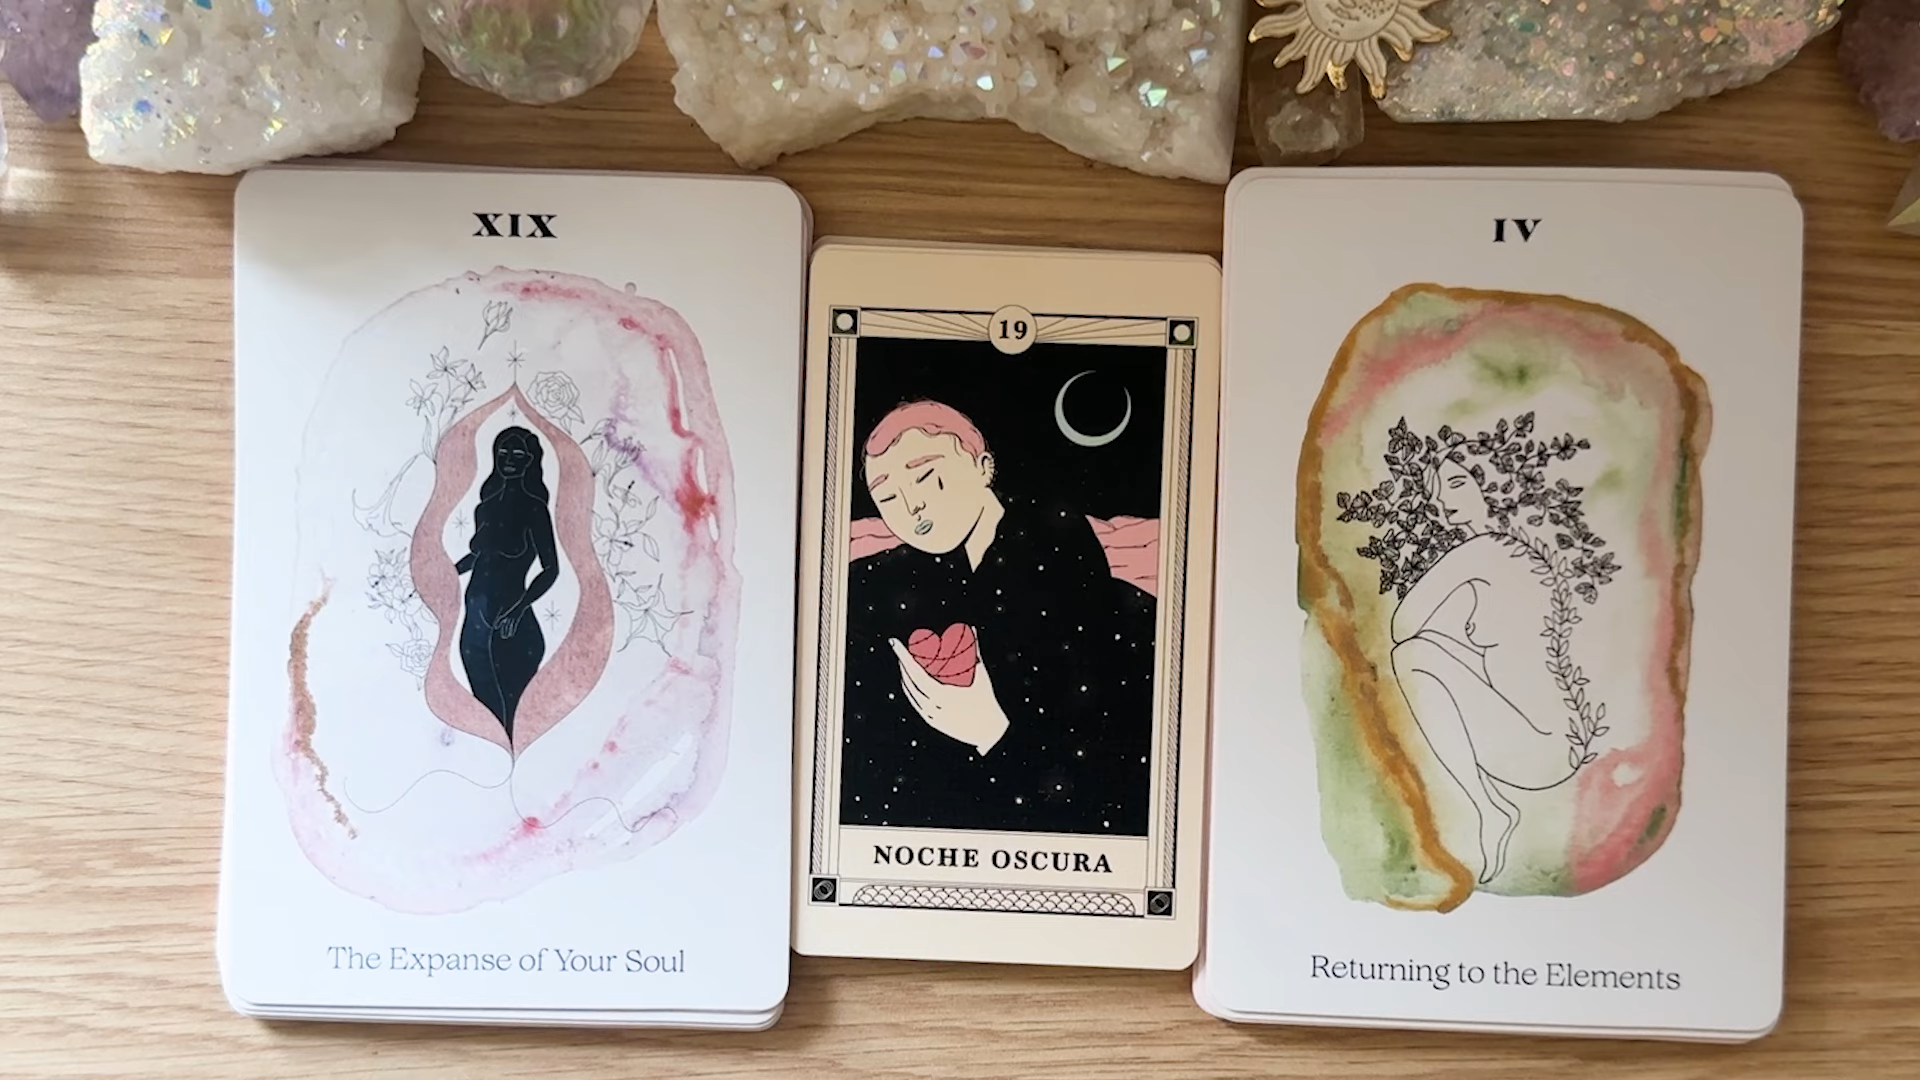 XIX
The Expanse of Your Soul
19
NOCHE OSCURA
IV
Returning to the Elements